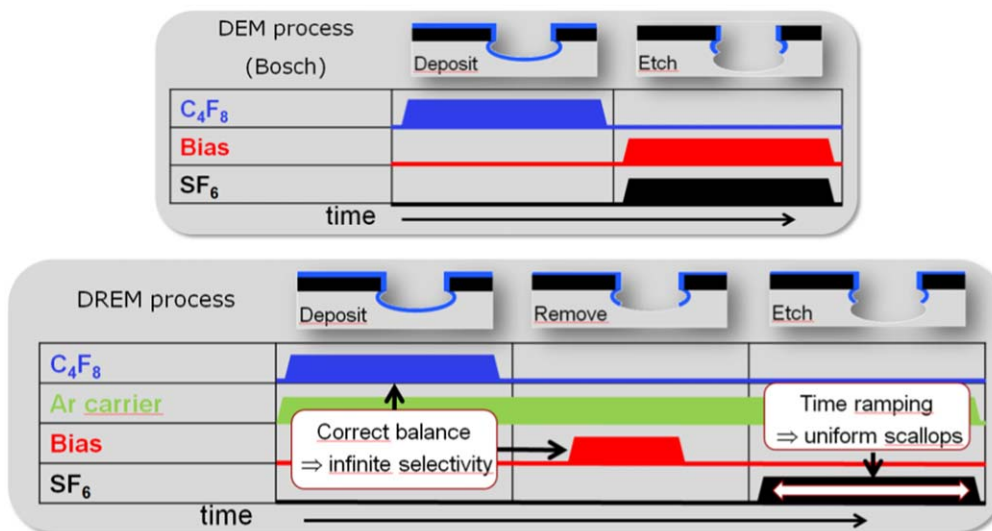 DEM process
(Bosch)
Deposit
Etch
C₄F₈
Bias
SF₆
time
DREM process
Deposit
Remove
Etch
C₄F₈
Ar carrier
Bias
SF₆
Correct balance
⇒ infinite selectivity
Time ramping
⇒ uniform scallops
time